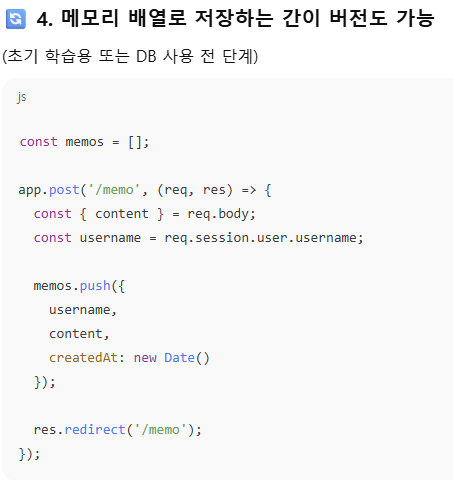 🔄 4. 메모리 배열로 저장하는 간이 버전도 가능
(초기 학습용 또는 DB 사용 전 단계)
js
const memos = [];
app.post('/memo', (req, res) => {
  const { content } = req.body;
  const username = req.session.user.username;
  memos.push({
    username,
    content,
    createdAt: new Date()
  });
  res.redirect('/memo');
});